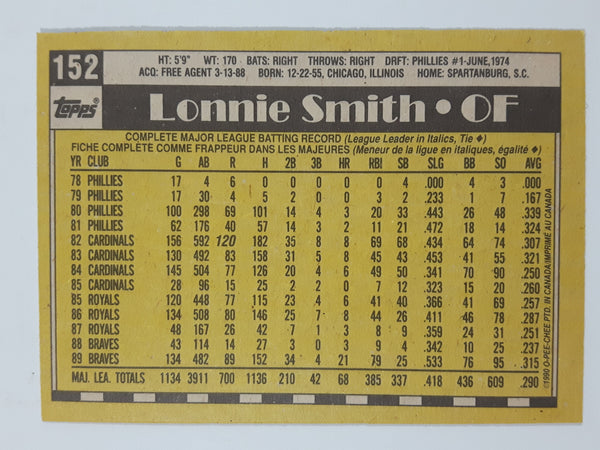 152
HT: 5'9" WT: 170 BATS: RIGHT THROWS: RIGHT DRFT: PHILLIES #1-JUNE, 1974
ACQ: FREE AGENT 3-13-88 BORN: 12-22-55, CHICAGO, ILLINOIS HOME: SPARTANBURG, S.C.
Topps®
Lonnie Smith • OF
COMPLETE MAJOR LEAGUE BATTING RECORD (League Leader in Italics, Tie ♦)
FICHE COMPLÈTE COMME FRAPPEUR DANS LES MAJEURES (Meneur de la ligue en italiques, égalité ♦)
YR CLUB G AB R H 2B 3B HR RBI SB SLG BB SO AVG
78 PHILLIES 17 4 6 0 0 0 0 0 4 .000 4 3 .000
79 PHILLIES 17 30 4 5 2 0 0 3 2 .233 1 7 .167
80 PHILLIES 100 298 69 101 14 4 3 20 33 .443 26 48 .339
81 PHILLIES 62 176 40 57 14 3 2 11 21 .472 18 14 .324
82 CARDINALS 156 592 120 182 35 8 8 69 68 .434 64 74 .307
83 CARDINALS 130 492 83 158 31 5 8 45 43 .453 41 55 .321
84 CARDINALS 145 504 77 126 20 4 6 49 50 .341 70 90 .250
85 CARDINALS 28 96 15 25 2 2 0 7 12 .323 15 20 .260
85 ROYALS 120 448 77 115 23 4 6 41 40 .366 41 69 .257
86 ROYALS 134 508 80 146 25 7 8 44 26 .411 46 78 .287
87 ROYALS 48 167 26 42 7 1 3 8 9 .359 24 31 .251
88 BRAVES 43 114 14 27 3 0 3 9 4 .342 10 25 .237
89 BRAVES 134 482 89 152 34 4 21 79 25 .533 76 95 .315
MAJ. LEA. TOTALS 1134 3911 700 1136 210 42 68 385 337 .418 436 609 .290
©1990 O-PEE-CHEE PTD. IN CANADA/IMPRIMÉ AU CANADA